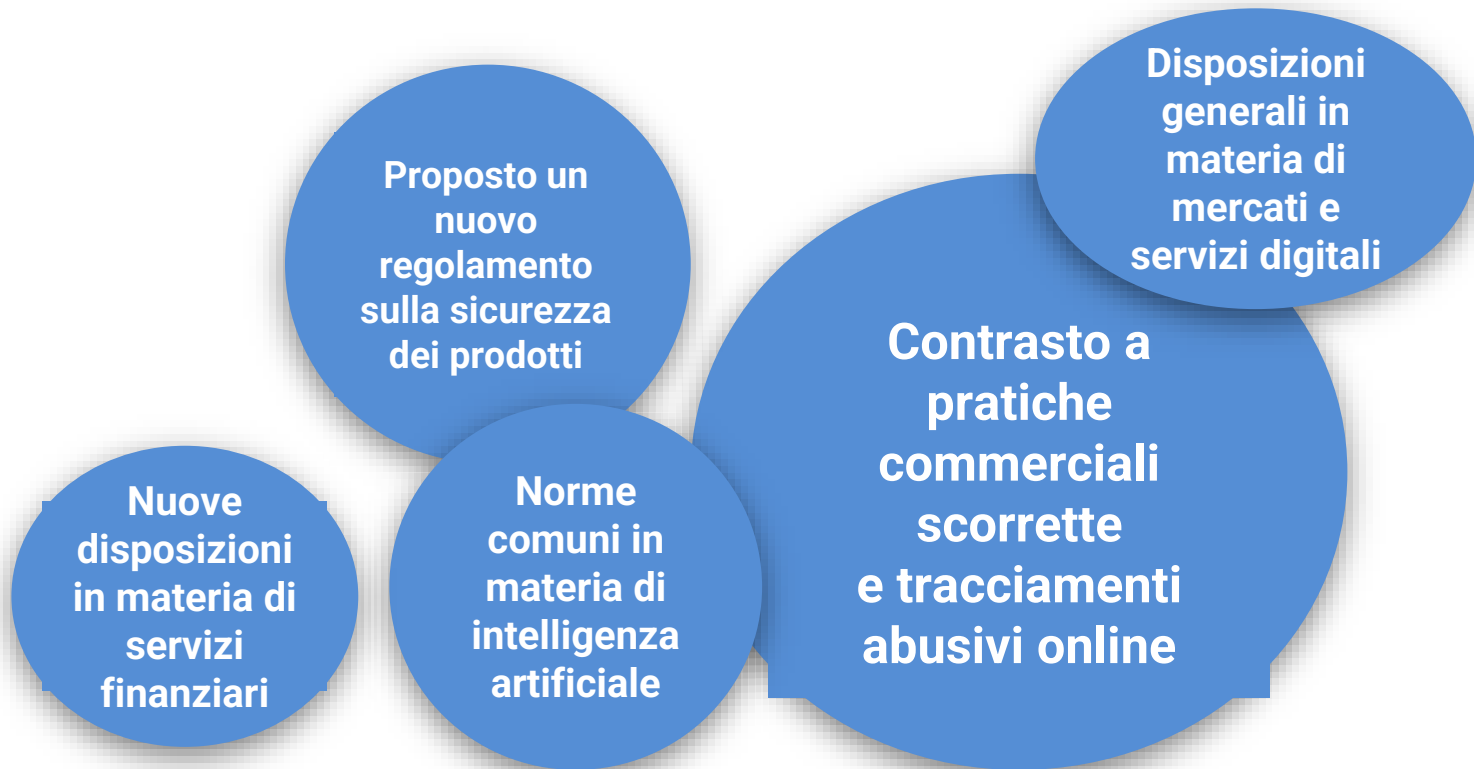 Disposizioni
generali in
materia di
mercati e
servizi digitali
Proposto un
nuovo
regolamento
sulla sicurezza
dei prodotti
Contrasto a
pratiche
commerciali
scorrette
e tracciamenti
abusivi online
Nuove
disposizioni
in materia di
servizi
finanziari
Norme
comuni in
materia di
intelligenza
artificiale